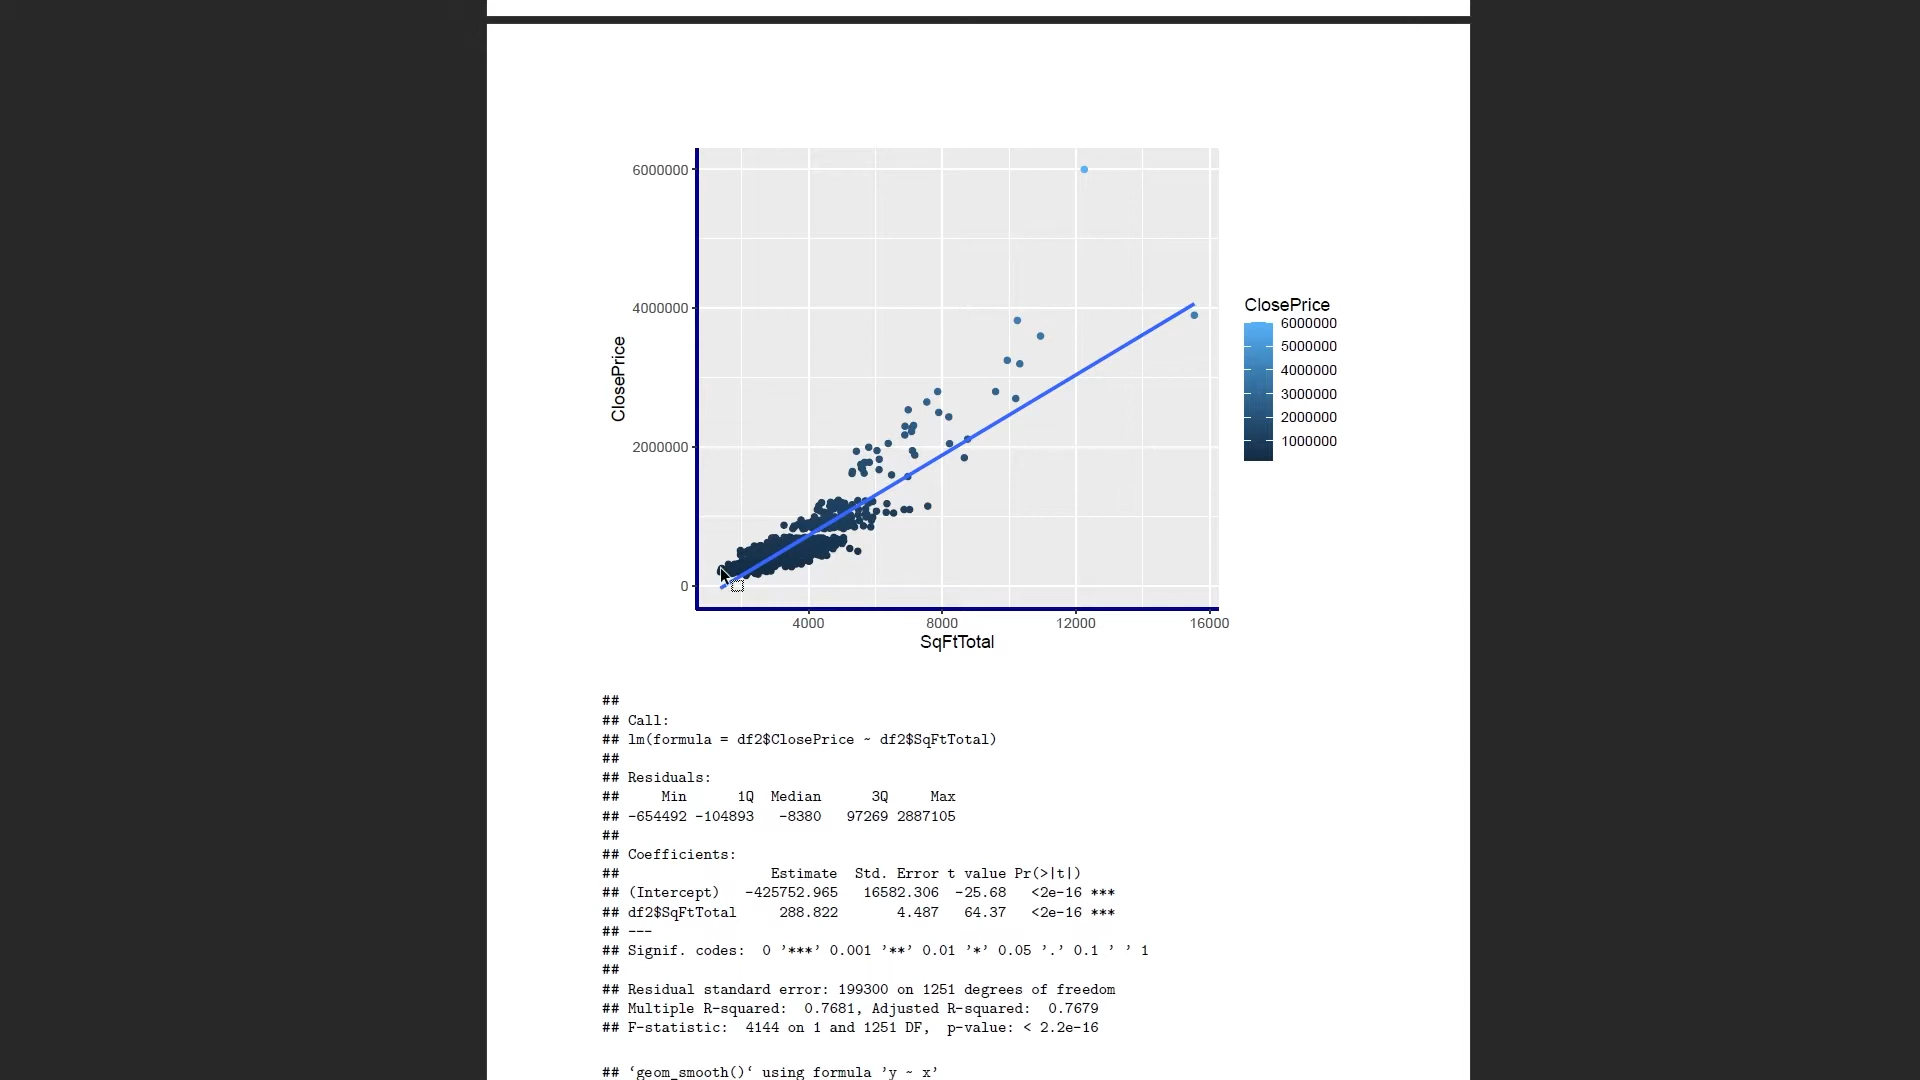 6000000
4000000
2000000
0
ClosePrice
4000 8000 12000 16000
SqFtTotal
ClosePrice
6000000
5000000
4000000
3000000
2000000
1000000
##
## Call:
## lm(formula = df2$ClosePrice ~ df2$SqFtTotal)
##
## Residuals:
##     Min      1Q  Median      3Q     Max
## -654492 -104893   -8380   97269 2887105
##
## Coefficients:
##                  Estimate  Std. Error t value Pr(>|t|)
## (Intercept)   -425752.965   16582.306  -25.68   <2e-16 ***
## df2$SqFtTotal     288.822       4.487   64.37   <2e-16 ***
## ---
## Signif. codes:  0 ’***’ 0.001 ’**’ 0.01 ’*’ 0.05 ’.’ 0.1 ’ ’ 1
##
## Residual standard error: 199300 on 1251 degrees of freedom
## Multiple R-squared:  0.7681, Adjusted R-squared:  0.7679
## F-statistic:  4144 on 1 and 1251 DF,  p-value: < 2.2e-16
## ‘geom_smooth()‘ using formula ’y ~ x’